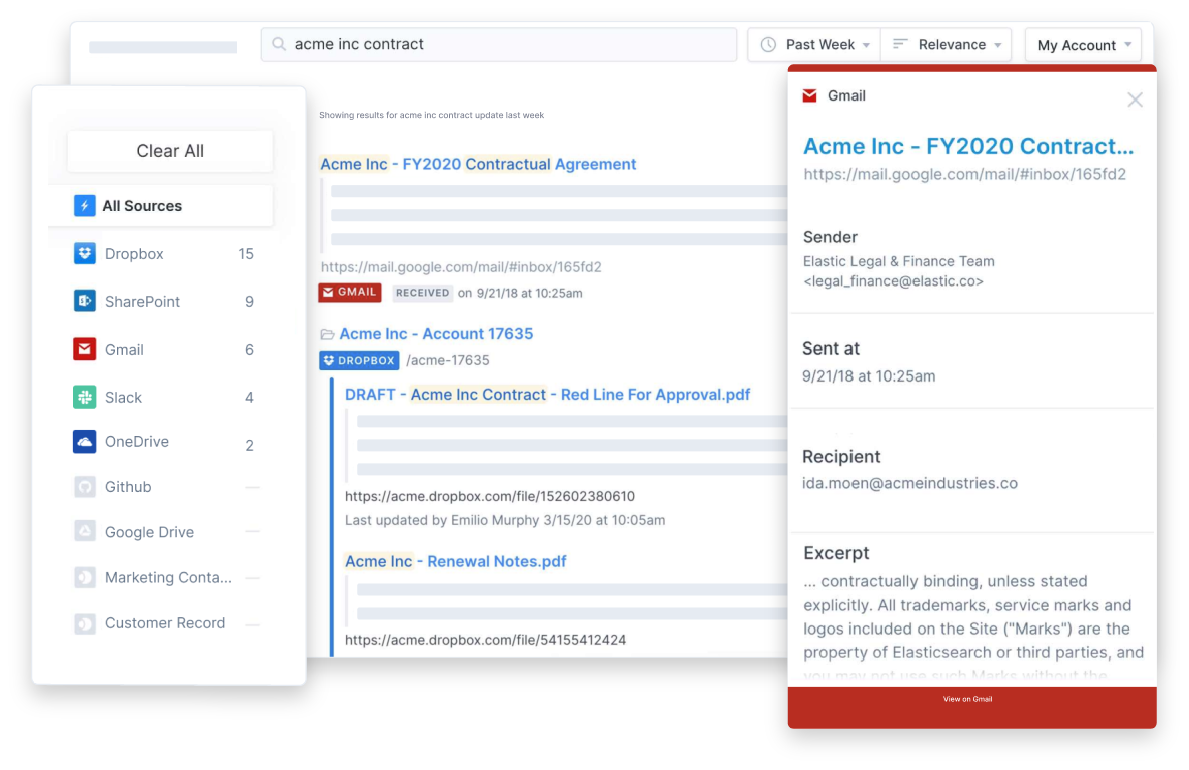 acme inc contract
Past Week
Relevance
My Account
Clear All
All Sources
Dropbox 15
SharePoint 9
Gmail 6
Slack 4
OneDrive 2
Github —
Google Drive —
Marketing Conta... —
Customer Record —
Showing results for acme inc contract update last week
Acme Inc - FY2020 Contractual Agreement
https://mail.google.com/mail/#inbox/165fd2
GMAIL RECEIVED on 9/21/18 at 10:25am
Acme Inc - Account 17635
DROPBOX /acme-17635
DRAFT - Acme Inc Contract - Red Line For Approval.pdf
https://acme.dropbox.com/file/152602380610
Last updated by Emilio Murphy 3/15/20 at 10:05am
Acme Inc - Renewal Notes.pdf
https://acme.dropbox.com/file/54155412424
Gmail
Acme Inc - FY2020 Contract...
https://mail.google.com/mail/#inbox/165fd2
Sender
Elastic Legal & Finance Team
<legal_finance@elastic.co>
Sent at
9/21/18 at 10:25am
Recipient
ida.moen@acmeindustries.co
Excerpt
... contractually binding, unless stated
explicitly. All trademarks, service marks and
logos included on the Site ("Marks") are the
property of Elasticsearch or third parties, and
you may not use such Marks without the
View on Gmail